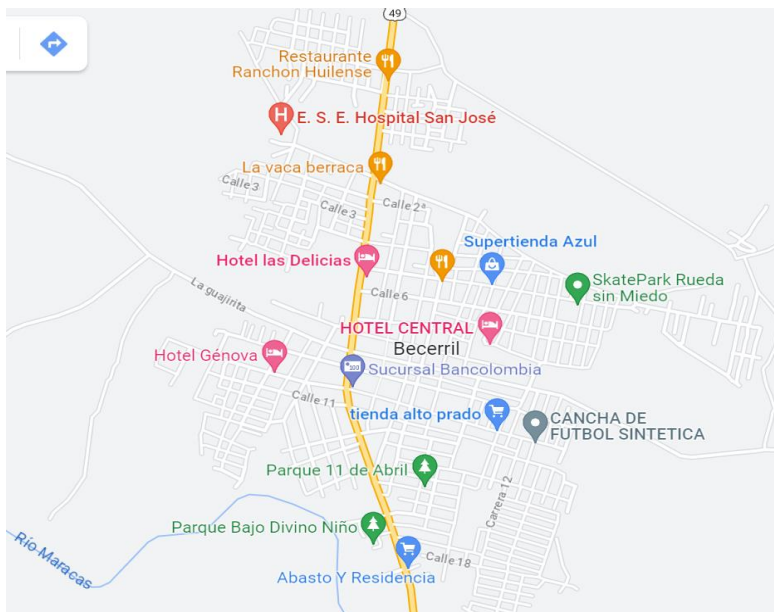 49
Restaurante
Ranchon Huilense
E. S. E. Hospital San José
La vaca berraca
Calle 3
Calle 2ª
Calle 3
Supertienda Azul
Hotel las Delicias
SkatePark Rueda
sin Miedo
La guajirita
Calle 6
HOTEL CENTRAL
Becerril
Hotel Génova
Sucursal Bancolombia
Calle 11
tienda alto prado
CANCHA DE
FUTBOL SINTETICA
Parque 11 de Abril
Carrera 12
Parque Bajo Divino Niño
Río Maracas
Calle 18
Abasto Y Residencia